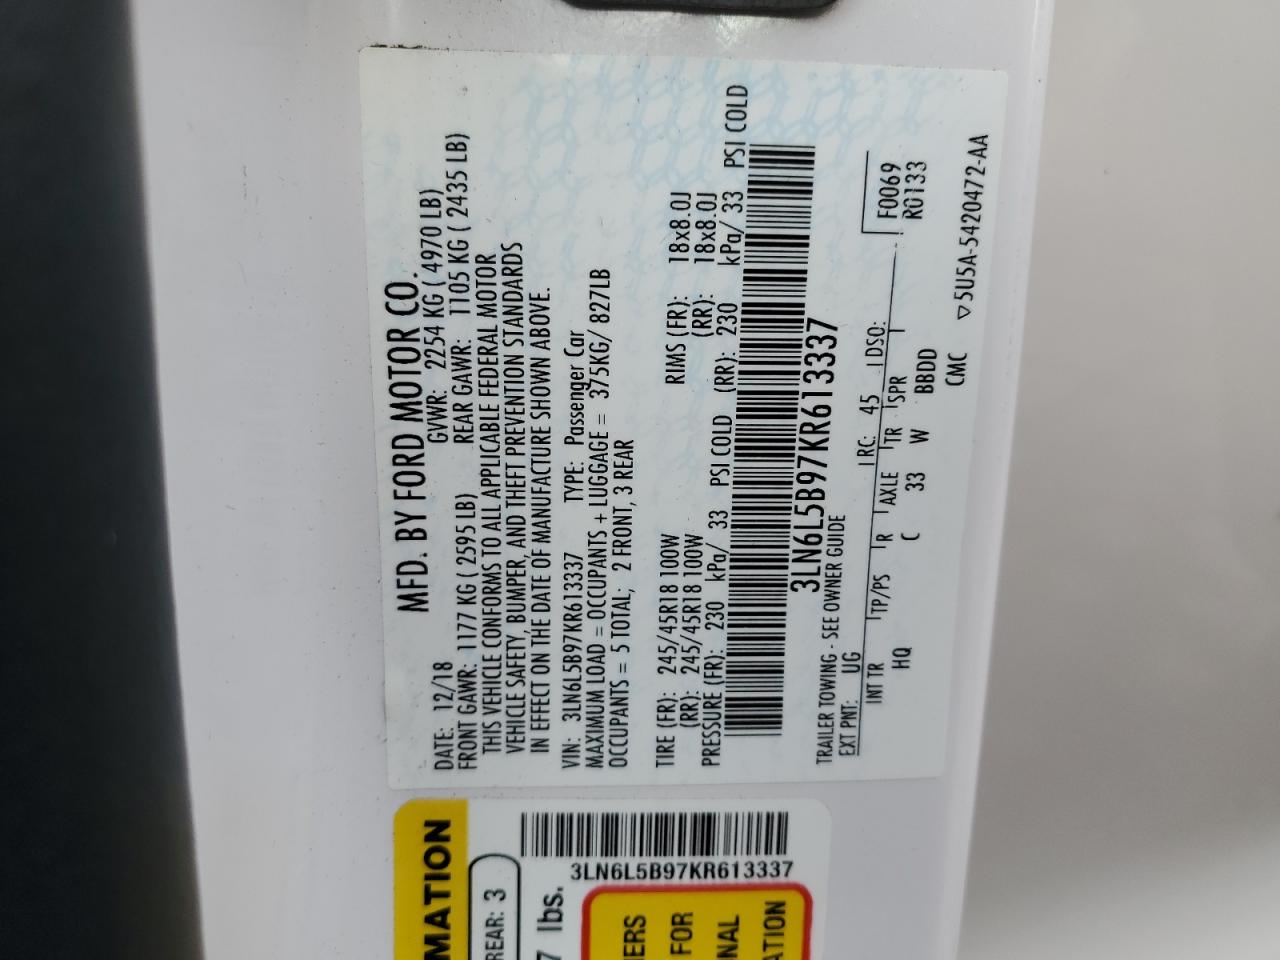 MFD. BY FORD MOTOR CO.
DATE: 12/18 GVWR: 2254 KG ( 4970 LB)
FRONT GAWR: 1177 KG ( 2595 LB) REAR GAWR: 1105 KG ( 2435 LB)
THIS VEHICLE CONFORMS TO ALL APPLICABLE FEDERAL MOTOR
VEHICLE SAFETY, BUMPER, AND THEFT PREVENTION STANDARDS
IN EFFECT ON THE DATE OF MANUFACTURE SHOWN ABOVE.
VIN: 3LN6L5B97KR613337 TYPE: Passenger Car
MAXIMUM LOAD = OCCUPANTS + LUGGAGE = 375KG/ 827LB
OCCUPANTS = 5 TOTAL; 2 FRONT, 3 REAR
TIRE (FR): 245/45R18 100W RIMS (FR): 18x8.0J
(RR): 245/45R18 100W (RR): 18x8.0J
PRESSURE (FR): 230 kPa/ 33 PSI COLD (RR): 230 kPa/ 33 PSI COLD
3LN6L5B97KR613337
TRAILER TOWING - SEE OWNER GUIDE
EXT PNT: UG RC: 45 DSO: F0069
INT TR TP/PS R AXLE TR SPR R0133
HQ C 33 W BBDD
CMC ▽5U5A-5420472-AA
MATION
REAR: 3
7 lbs.
3LN6L5B97KR613337
NERS
FOR
NAL
ATION